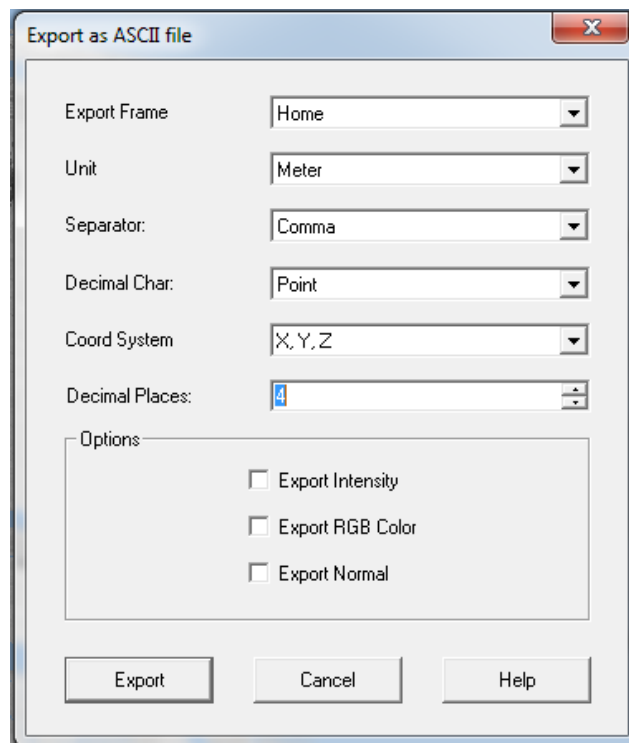 Export as ASCII file
Export Frame Home
Unit Meter
Separator: Comma
Decimal Char: Point
Coord System X, Y, Z
Decimal Places: 4
Options
Export Intensity
Export RGB Color
Export Normal
Export Cancel Help